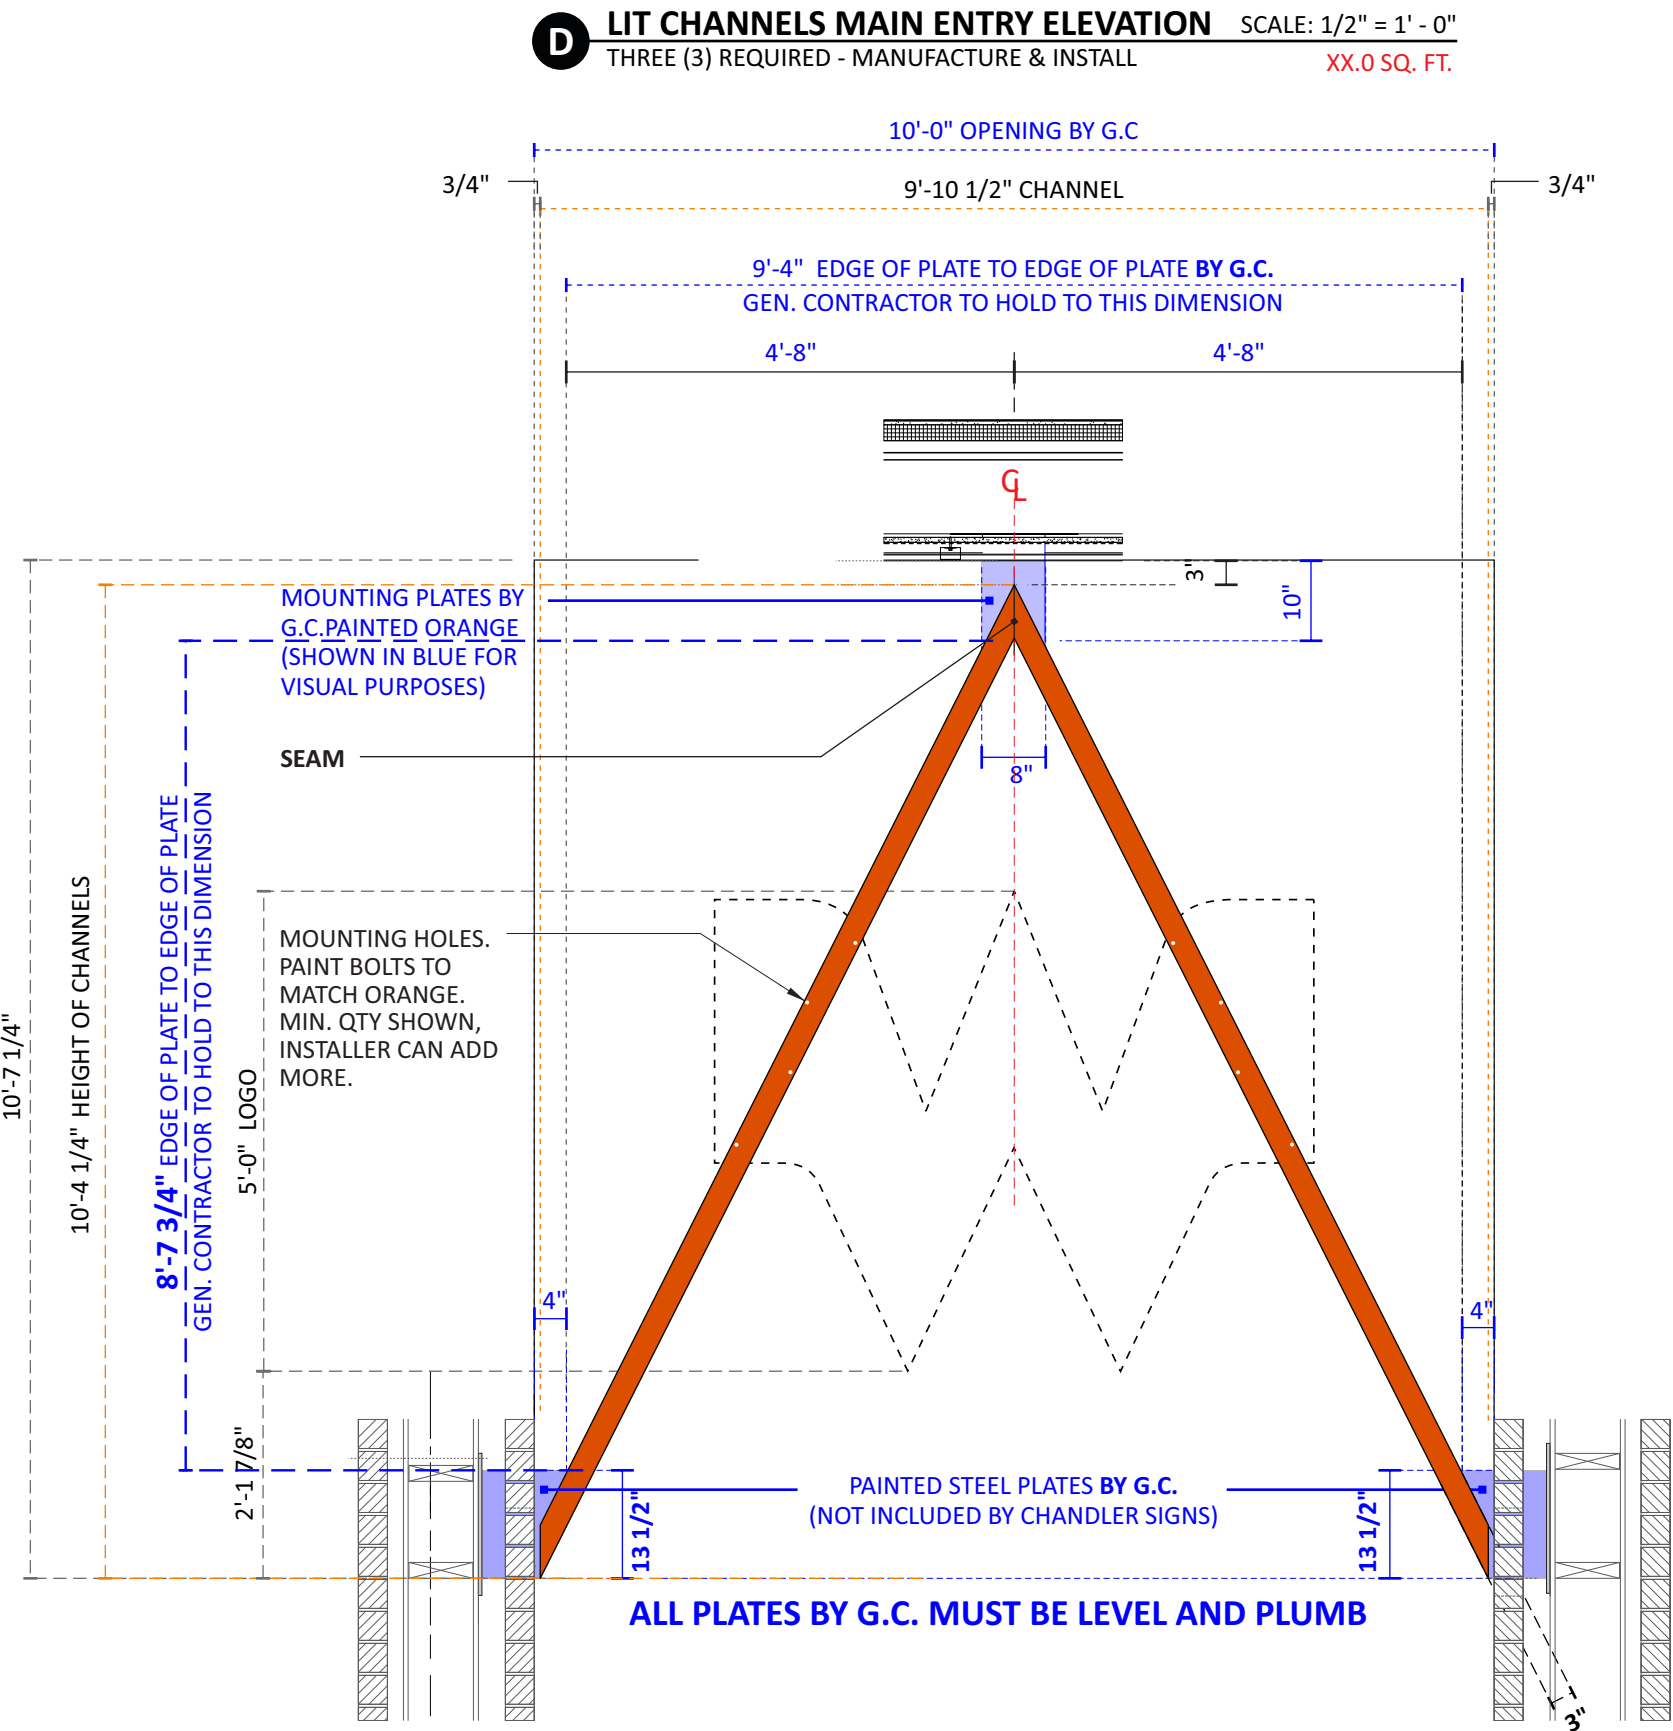 D
LIT CHANNELS MAIN ENTRY ELEVATION
SCALE: 1/2" = 1' - 0"
THREE (3) REQUIRED - MANUFACTURE & INSTALL
XX.0 SQ. FT.
10'-0" OPENING BY G.C
3/4"
9'-10 1/2" CHANNEL
3/4"
9'-4" EDGE OF PLATE TO EDGE OF PLATE BY G.C.
GEN. CONTRACTOR TO HOLD TO THIS DIMENSION
4'-8"
4'-8"
CL
3"
10"
MOUNTING PLATES BY
G.C.PAINTED ORANGE
(SHOWN IN BLUE FOR
VISUAL PURPOSES)
SEAM
8"
10'-7 1/4"
10'-4 1/4" HEIGHT OF CHANNELS
8'-7 3/4" EDGE OF PLATE TO EDGE OF PLATE
GEN. CONTRACTOR TO HOLD TO THIS DIMENSION
5'-0" LOGO
MOUNTING HOLES.
PAINT BOLTS TO
MATCH ORANGE.
MIN. QTY SHOWN,
INSTALLER CAN ADD
MORE.
4"
4"
2'-1 7/8"
13 1/2"
PAINTED STEEL PLATES BY G.C.
(NOT INCLUDED BY CHANDLER SIGNS)
13 1/2"
ALL PLATES BY G.C. MUST BE LEVEL AND PLUMB
3"